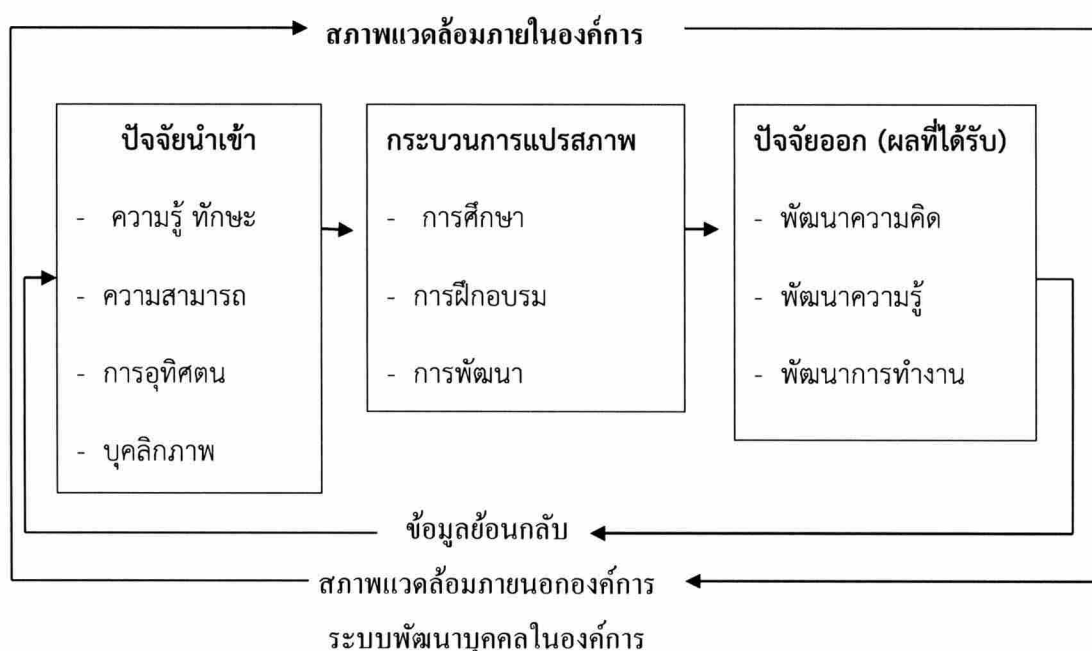 สภาพแวดล้อมภายในองค์การ
ปัจจัยนำเข้า
- ความรู้ ทักษะ
- ความสามารถ
- การอุทิศตน
- บุคลิกภาพ
กระบวนการแปรสภาพ
- การศึกษา
- การฝึกอบรม
- การพัฒนา
ปัจจัยออก (ผลที่ได้รับ)
- พัฒนาความคิด
- พัฒนาความรู้
- พัฒนาการทำงาน
ข้อมูลย้อนกลับ
สภาพแวดล้อมภายนอกองค์การ
ระบบพัฒนาบุคคลในองค์การ